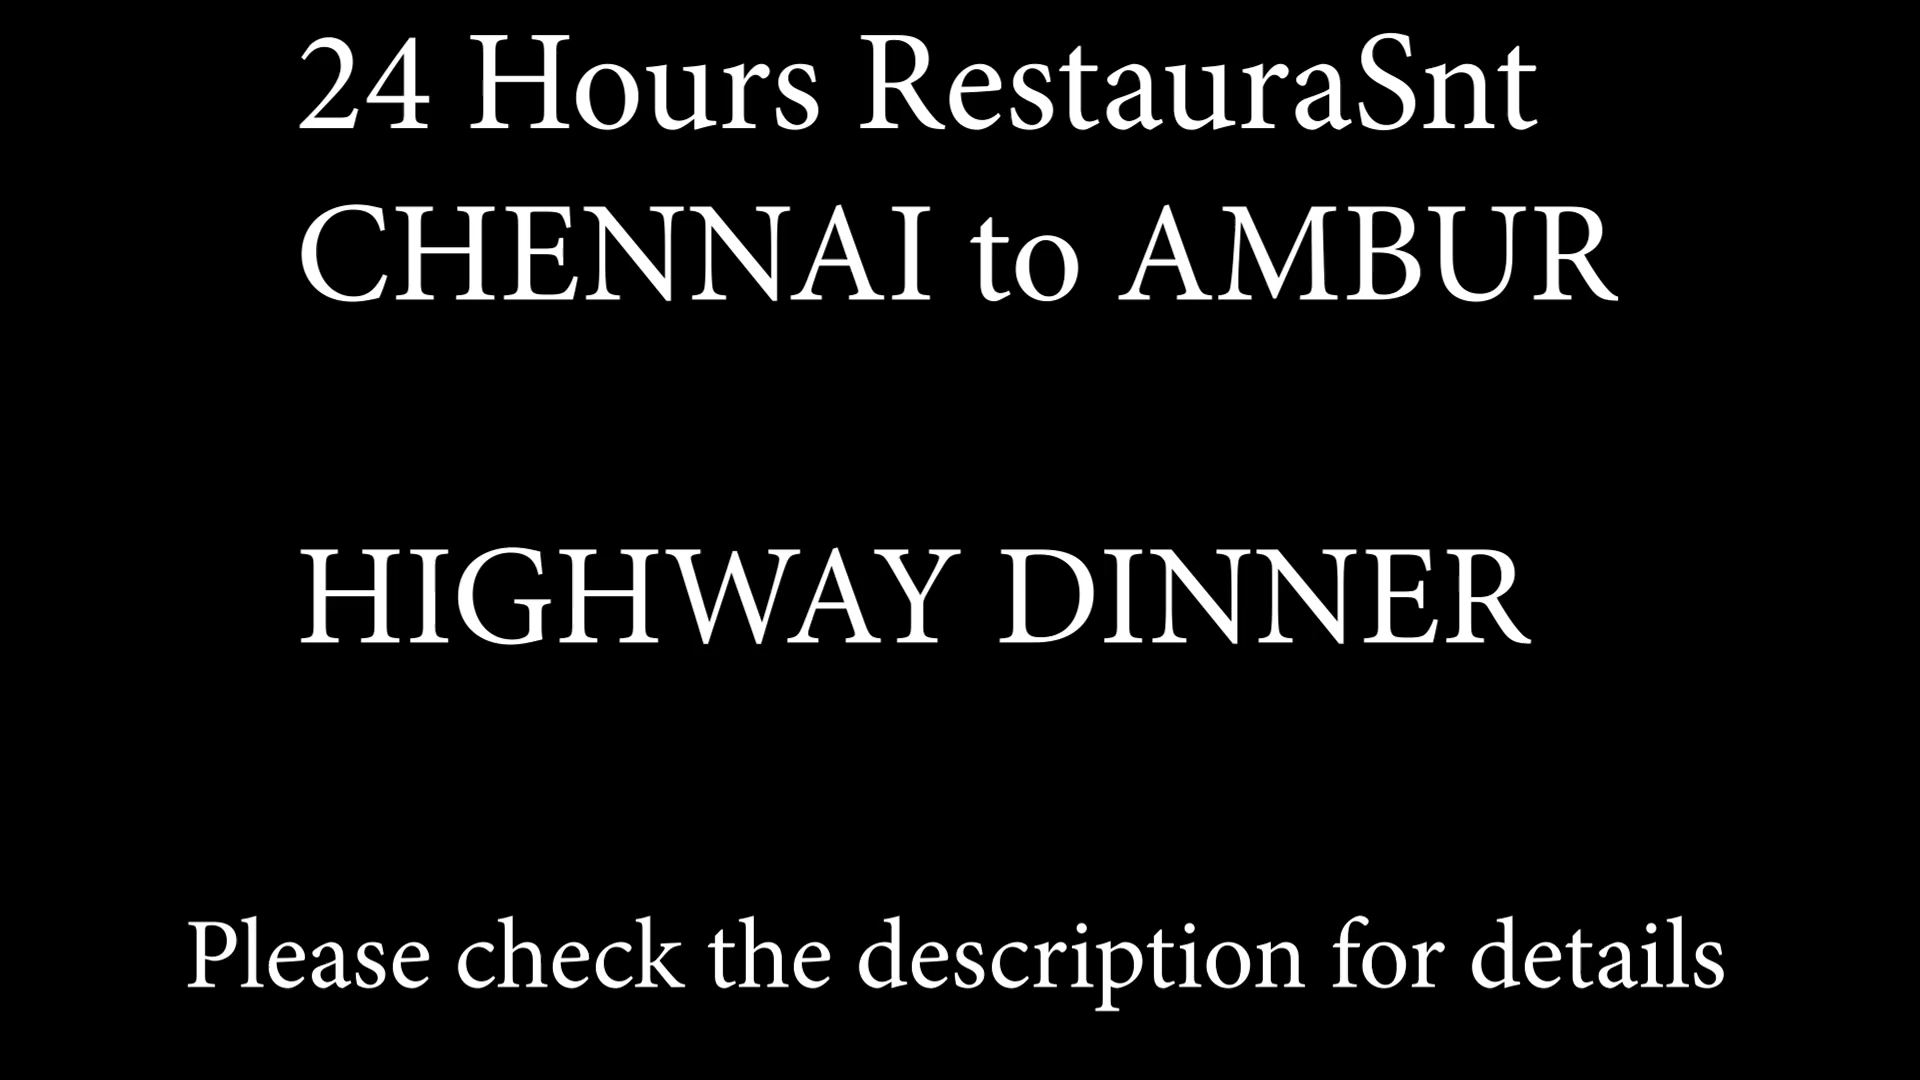 24 Hours RestauraSnt
CHENNAI to AMBUR
HIGHWAY DINNER
Please check the description for details